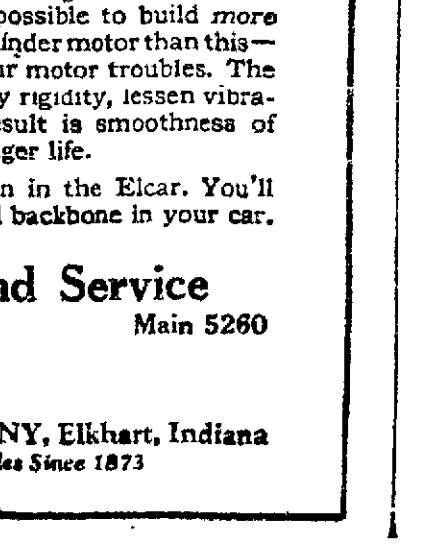 possible to build more
inder motor than this—
ur motor troubles. The
y rigidity, lessen vibra-
esult is smoothness of
ger life.
n in the Elcar. You'll
l backbone in your car.
nd Service
Main 5260
NY, Elkhart, Indiana
les Since 1873